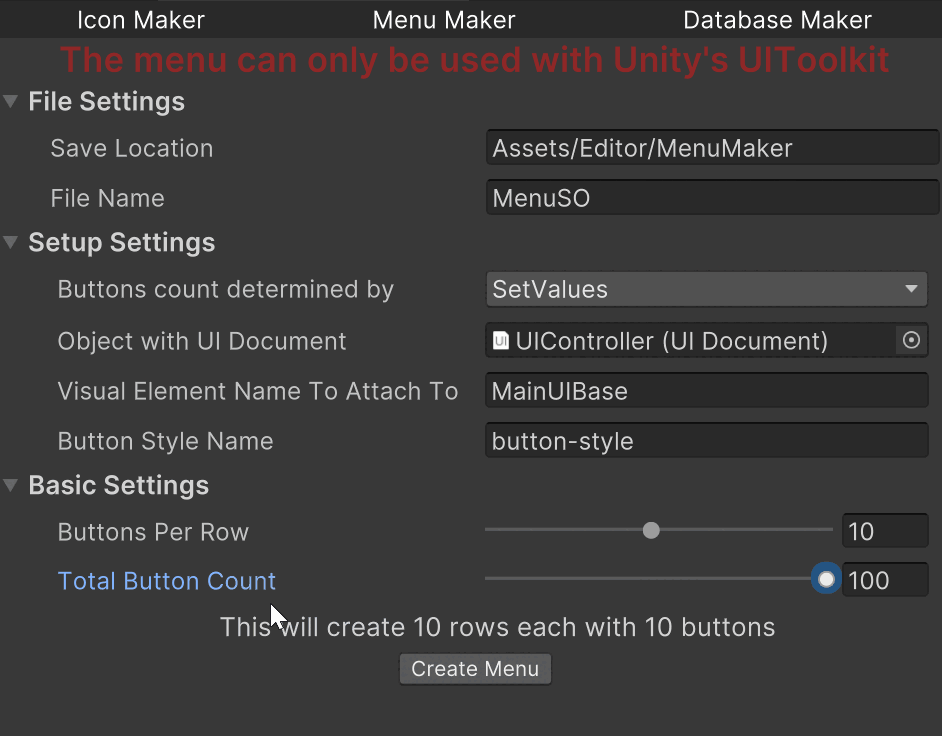 Icon Maker Menu Maker Database Maker
The menu can only be used with Unity's UIToolkit
File Settings
Save Location Assets/Editor/MenuMaker
File Name MenuSO
Setup Settings
Buttons count determined by SetValues
Object with UI Document UIController (UI Document)
Visual Element Name To Attach To MainUIBase
Button Style Name button-style
Basic Settings
Buttons Per Row 10
Total Button Count 100
This will create 10 rows each with 10 buttons
Create Menu